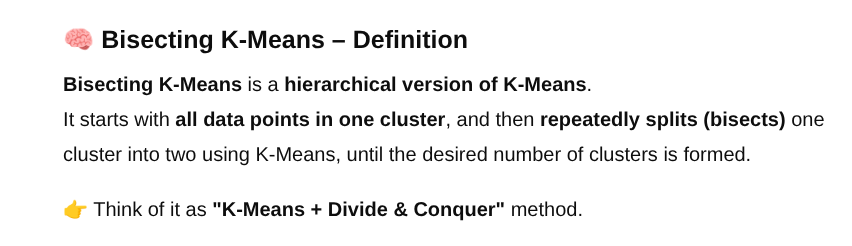 🧠 Bisecting K-Means – Definition
Bisecting K-Means is a hierarchical version of K-Means.
It starts with all data points in one cluster, and then repeatedly splits (bisects) one
cluster into two using K-Means, until the desired number of clusters is formed.
👉 Think of it as "K-Means + Divide & Conquer" method.